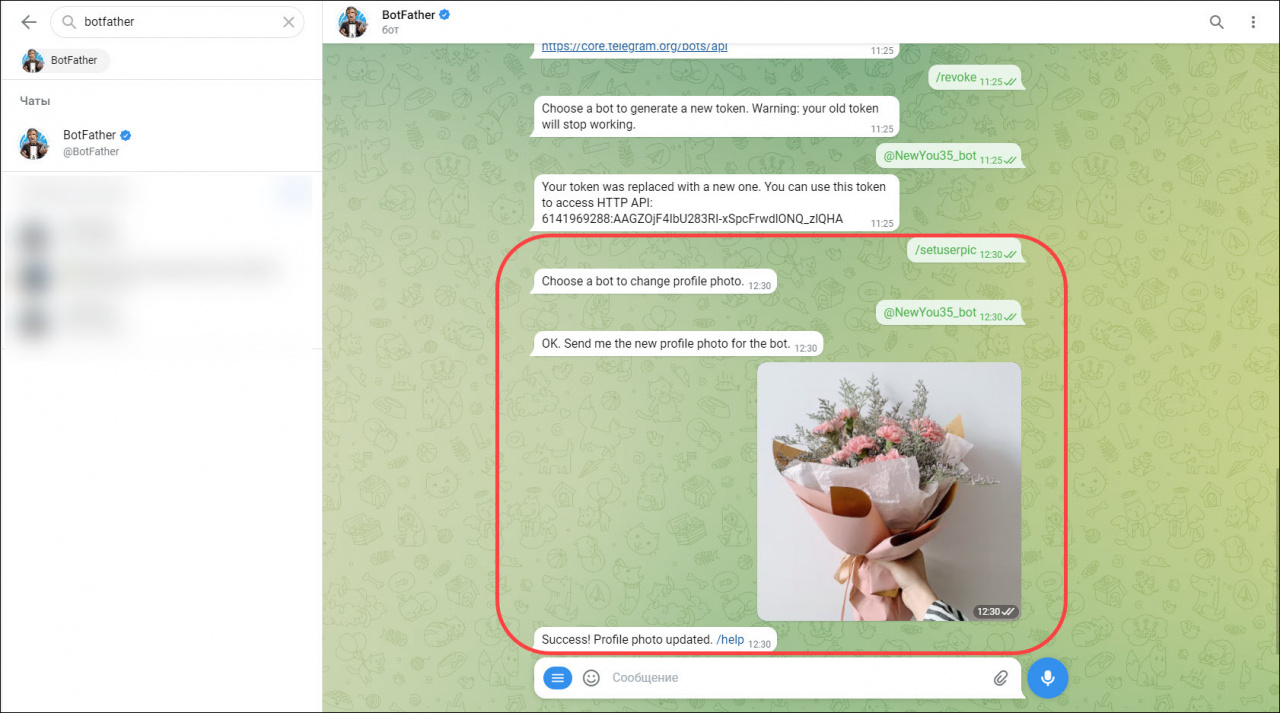 botfather
BotFather
Чаты
BotFather
@BotFather
BotFather
бот
https://core.telegram.org/bots/api
11:25
/revoke 11:25
Choose a bot to generate a new token. Warning: your old token
will stop working.
11:25
@NewYou35_bot 11:25
Your token was replaced with a new one. You can use this token
to access HTTP API:
6141969288:AAGZOjF4IbU283RI-xSpcFrwdIONQ_zIQHA
11:25
/setuserpic 12:30
Choose a bot to change profile photo. 12:30
@NewYou35_bot 12:30
OK. Send me the new profile photo for the bot. 12:30
12:30
Success! Profile photo updated. /help 12:30
Сообщение